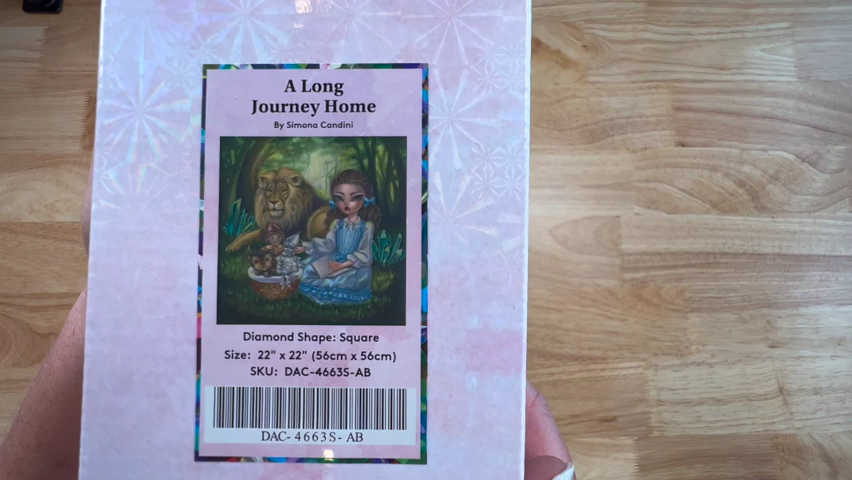 A Long
Journey Home
By Simona Candini
Diamond Shape: Square
Size: 22" x 22" (56cm x 56cm)
SKU: DAC-4663S-AB
DAC- 4663S- AB